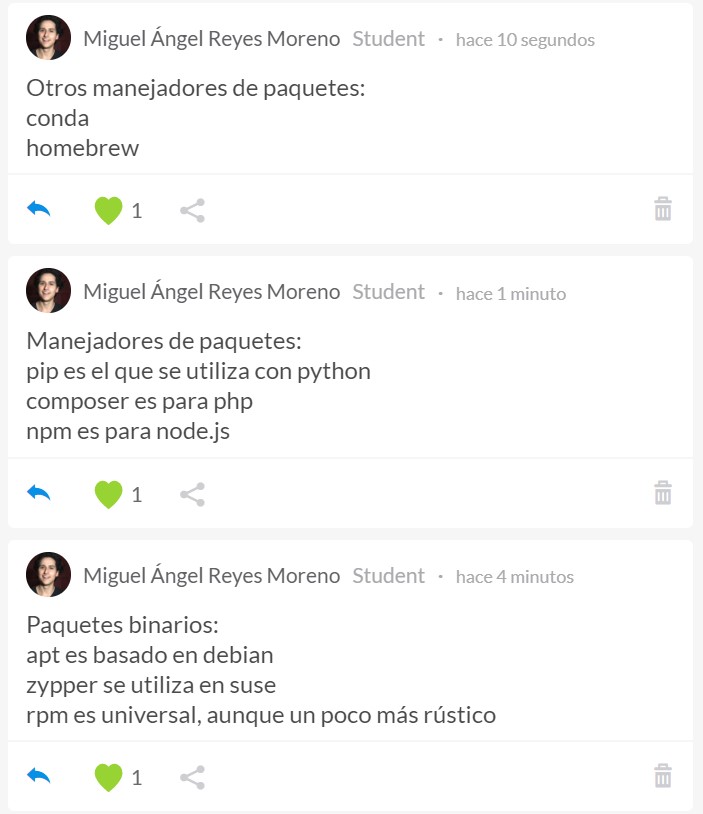 Miguel Ángel Reyes Moreno Student · hace 10 segundos
Otros manejadores de paquetes:
conda
homebrew
1
Miguel Ángel Reyes Moreno Student · hace 1 minuto
Manejadores de paquetes:
pip es el que se utiliza con python
composer es para php
npm es para node.js
1
Miguel Ángel Reyes Moreno Student · hace 4 minutos
Paquetes binarios:
apt es basado en debian
zypper se utiliza en suse
rpm es universal, aunque un poco más rústico
1